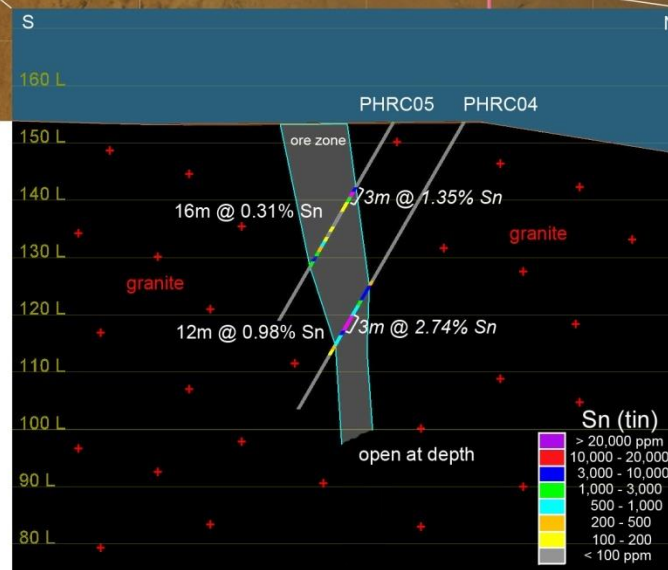 S
160 L
PHRC05 PHRC04
150 L
ore zone
140 L
16m @ 0.31% Sn
3m @ 1.35% Sn
130 L
granite
granite
120 L
12m @ 0.98% Sn
3m @ 2.74% Sn
110 L
100 L
open at depth
90 L
80 L
Sn (tin)
> 20,000 ppm
10,000 - 20,000
3,000 - 10,000
1,000 - 3,000
500 - 1,000
200 - 500
100 - 200
< 100 ppm